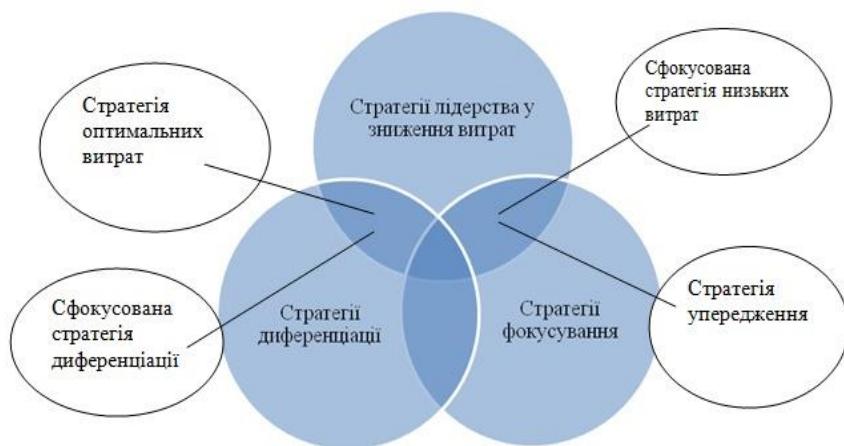 Стратегія
оптимальних
витрат
Стратегії лідерства у
зниження витрат
Сфокусована
стратегія низьких
витрат
Сфокусована
стратегія
диференціації
Стратегії
диференціації
Стратегії
фокусування
Стратегія
упередження